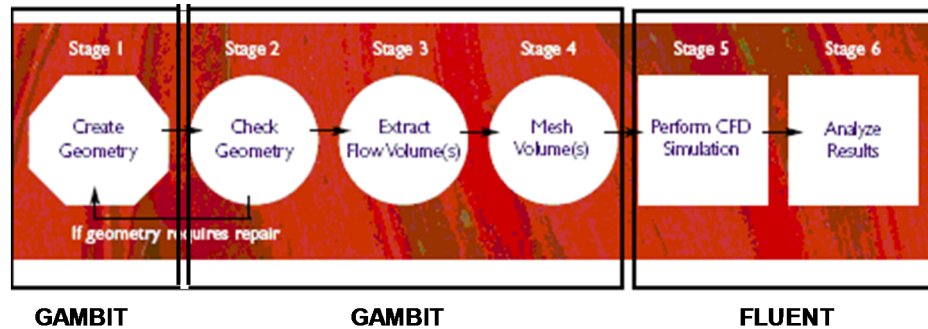 Stage 1
Stage 2
Stage 3
Stage 4
Stage 5
Stage 6
Create
Geometry
Check
Geometry
Extract
Flow Volume(s)
Mesh
Volume(s)
Perform CFD
Simulation
Analyze
Results
If geometry requires repair
GAMBIT
GAMBIT
FLUENT